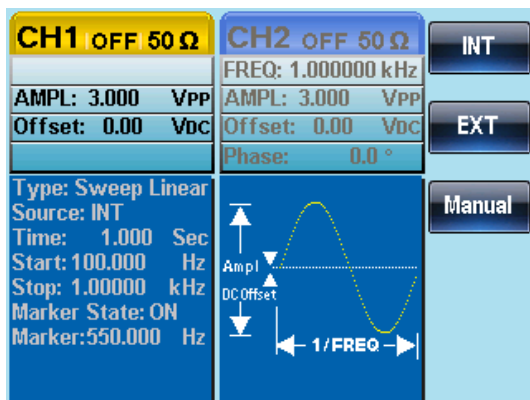 CH1 OFF 50 Ω
AMPL: 3.000 VPP
Offset: 0.00 VDC
CH2 OFF 50 Ω
FREQ: 1.000000 kHz
AMPL: 3.000 VPP
Offset: 0.00 VDC
Phase: 0.0 °
Type: Sweep Linear
Source: INT
Time: 1.000 Sec
Start: 100.000 Hz
Stop: 1.00000 kHz
Marker State: ON
Marker:550.000 Hz
Ampl
DC Offset
1/FREQ
INT
EXT
Manual